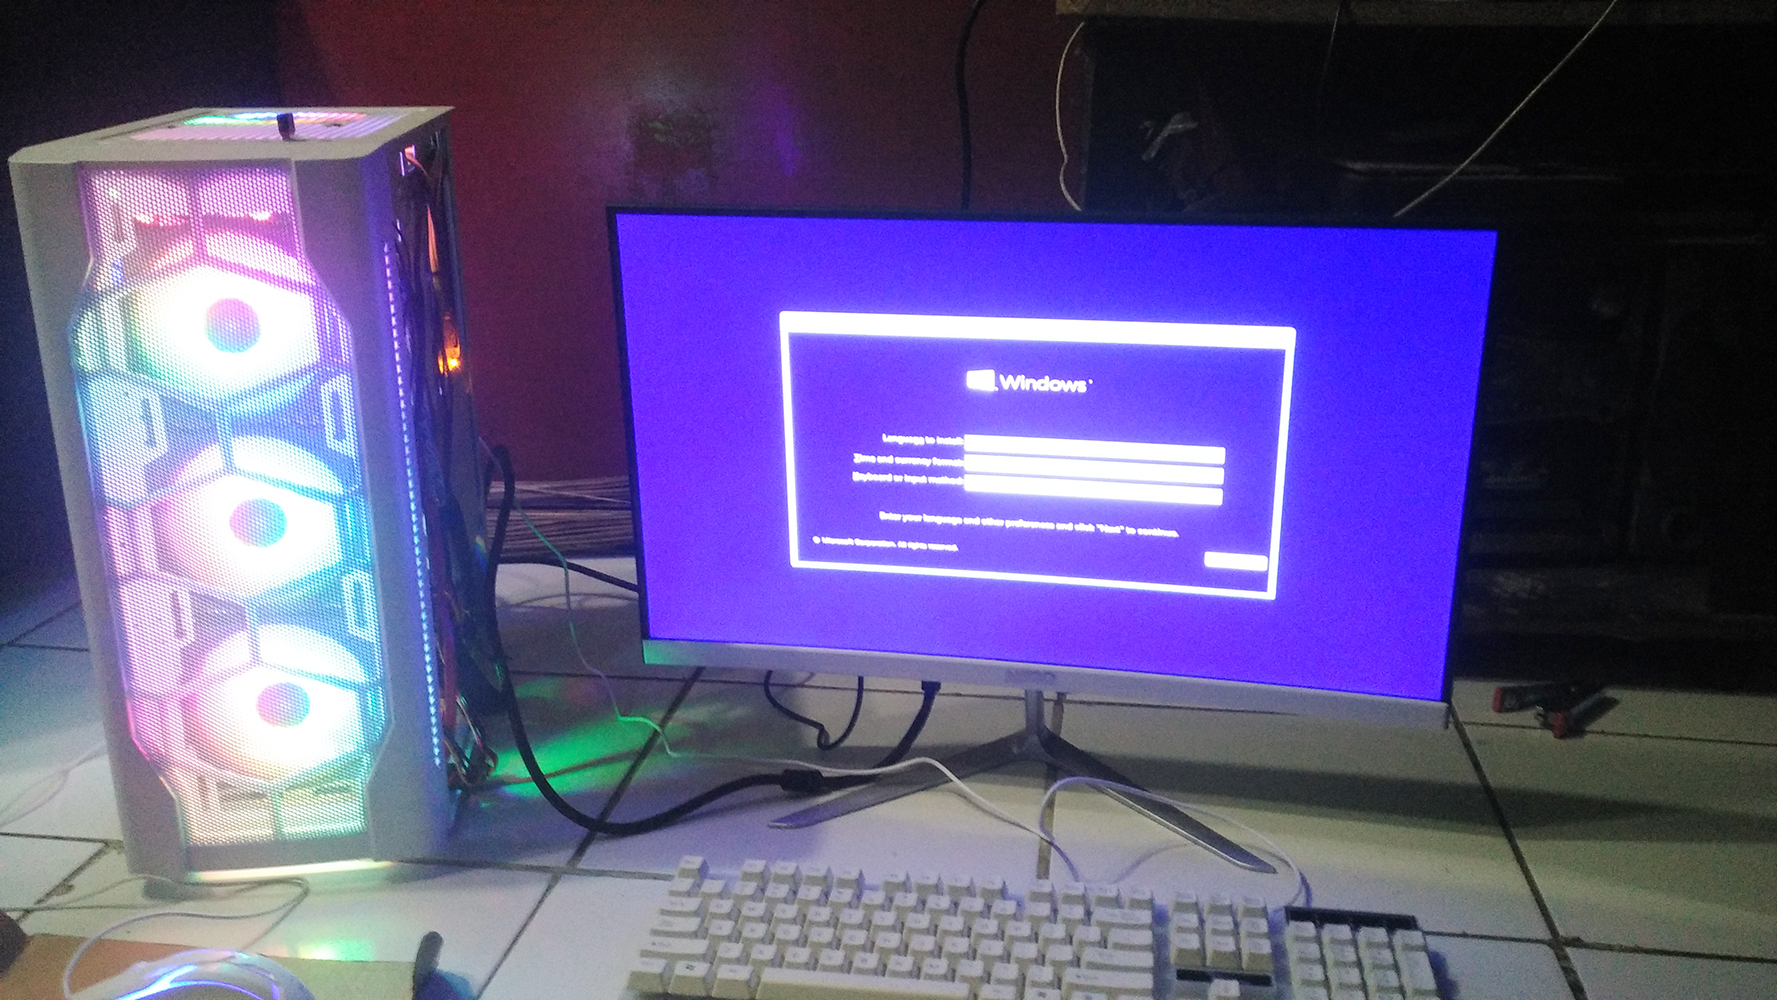 Windows
Language to install:
Time and currency format:
Keyboard or input method:
Enter your language and other preferences and click "Next" to continue.
© Microsoft Corporation. All rights reserved.